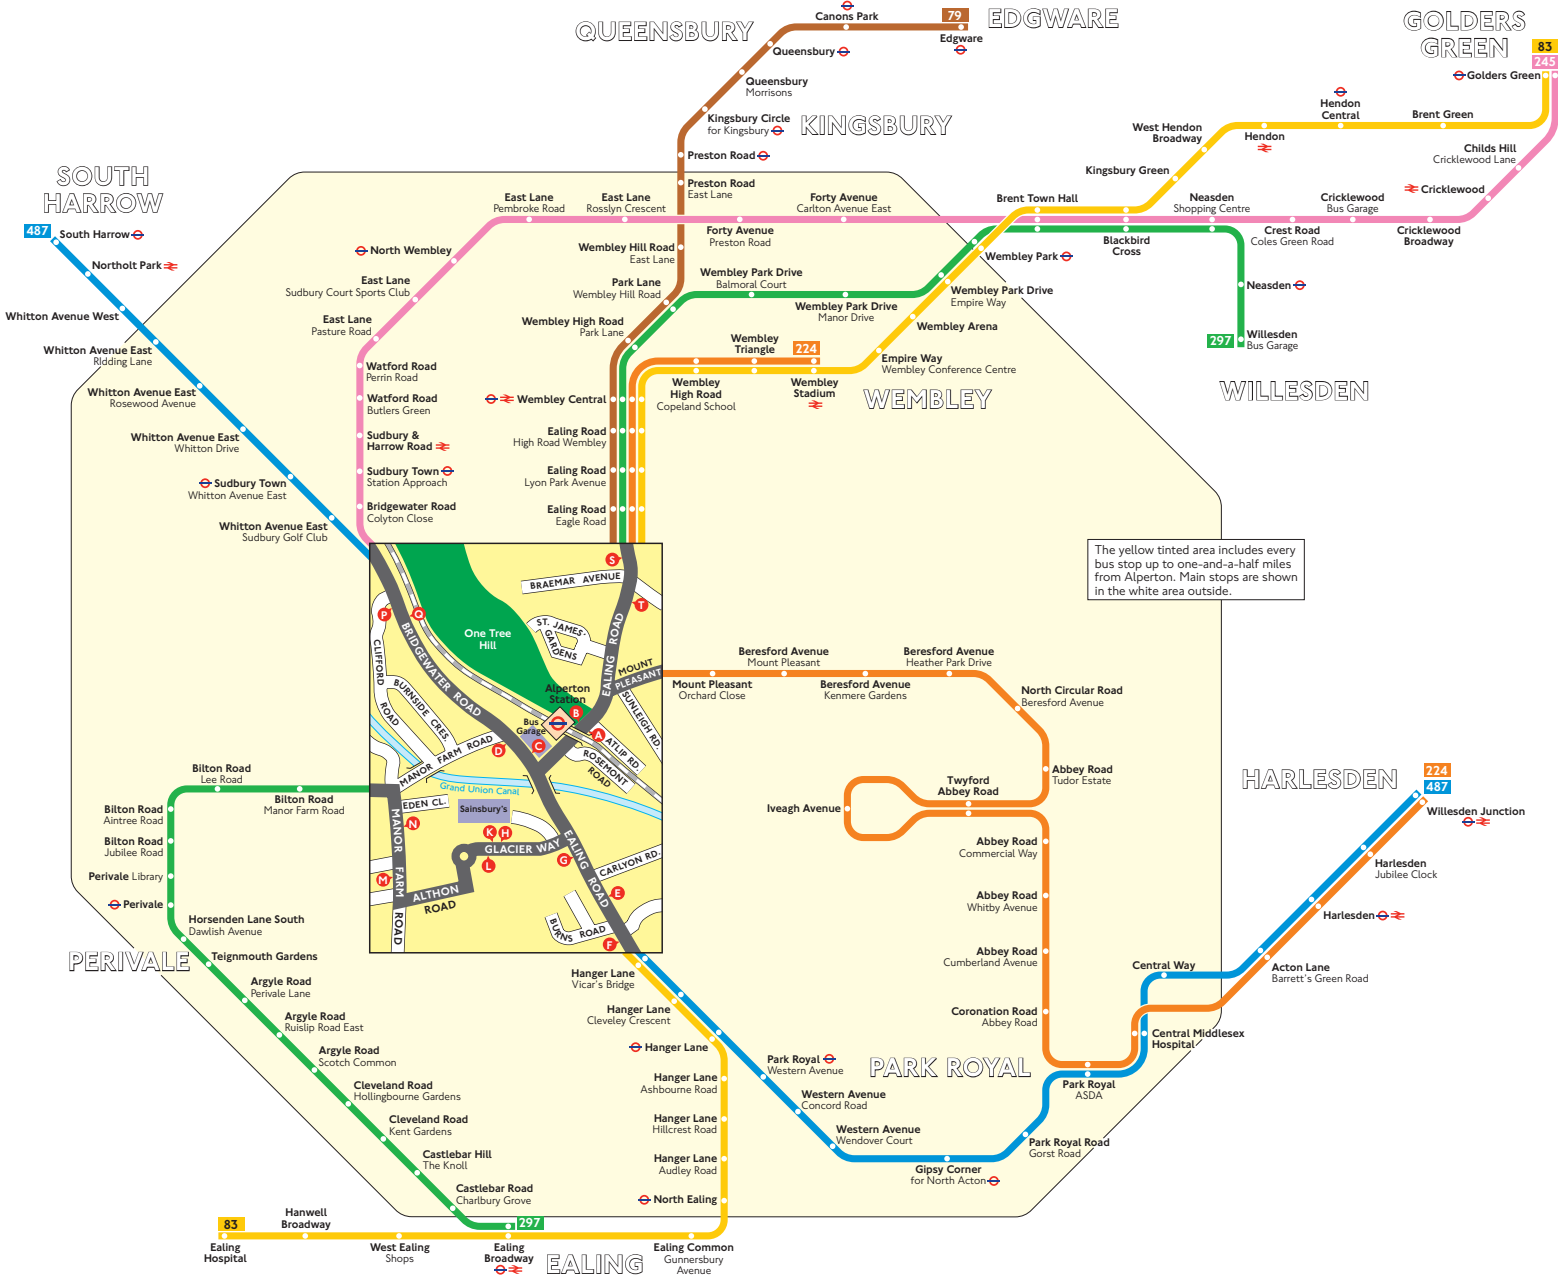 QUEENSBURY
Canons Park
79
EDGWARE
Edgware
Queensbury
Queensbury
Morrisons
Kingsbury Circle
for Kingsbury
KINGSBURY
Preston Road
Preston Road
East Lane
GOLDERS
GREEN
83
245
Golders Green
Hendon
Central
Brent Green
West Hendon
Broadway
Hendon
Kingsbury Green
Childs Hill
Cricklewood Lane
Cricklewood
SOUTH
HARROW
487
South Harrow
Northolt Park
Whitton Avenue West
Whitton Avenue East
Ridding Lane
Whitton Avenue East
Rosewood Avenue
Whitton Avenue East
Whitton Drive
Sudbury Town
Whitton Avenue East
Whitton Avenue East
Sudbury Golf Club
East Lane
Pembroke Road
East Lane
Rosslyn Crescent
Forty Avenue
Carlton Avenue East
Forty Avenue
Preston Road
Brent Town Hall
Blackbird
Cross
Neasden
Shopping Centre
Crest Road
Coles Green Road
Cricklewood
Bus Garage
Cricklewood
Broadway
North Wembley
East Lane
Sudbury Court Sports Club
East Lane
Pasture Road
Watford Road
Perrin Road
Watford Road
Butlers Green
Sudbury &
Harrow Road
Sudbury Town
Station Approach
Bridgewater Road
Colyton Close
Wembley Hill Road
East Lane
Park Lane
Wembley Hill Road
Wembley High Road
Park Lane
Wembley Park Drive
Balmoral Court
Wembley Park Drive
Manor Drive
Wembley Park
Wembley Park Drive
Empire Way
Wembley Arena
Empire Way
Wembley Conference Centre
Neasden
297
Willesden
Bus Garage
WILLESDEN
Wembley
Triangle
224
Wembley
High Road
Copeland School
Wembley
Stadium
WEMBLEY
Wembley Central
Ealing Road
High Road Wembley
Ealing Road
Lyon Park Avenue
Ealing Road
Eagle Road
The yellow tinted area includes every
bus stop up to one-and-a-half miles
from Alperton. Main stops are shown
in the white area outside.
S
BRAEMAR AVENUE
T
P
Q
One Tree
Hill
ST. JAMES'
GARDENS
EALING ROAD
BRIDGEWATER ROAD
CLIFFORD
ROAD
BURNSIDE CRES.
MOUNT
PLEASANT
SUNLEIGH RD.
Alperton
Station
B
Bus
Garage
C
A
ATLIP RD.
ROSEMONT
ROAD
D
MANOR FARM ROAD
Grand Union Canal
EDEN CL.
Sainsbury's
N
K
H
L
GLACIER WAY
G
MANOR FARM ROAD
M
ALTHON
ROAD
EALING ROAD
CARLYON RD.
E
BURNS ROAD
F
Mount Pleasant
Orchard Close
Beresford Avenue
Mount Pleasant
Beresford Avenue
Kenmere Gardens
Beresford Avenue
Heather Park Drive
North Circular Road
Beresford Avenue
Abbey Road
Tudor Estate
Twyford
Abbey Road
Iveagh Avenue
Abbey Road
Commercial Way
Abbey Road
Whitby Avenue
Abbey Road
Cumberland Avenue
Coronation Road
Abbey Road
HARLESDEN
224
487
Willesden Junction
Harlesden
Jubilee Clock
Harlesden
Acton Lane
Barrett's Green Road
Central Way
Central Middlesex
Hospital
PARK ROYAL
Park Royal
ASDA
Park Royal Road
Gorst Road
Gipsy Corner
for North Acton
Western Avenue
Wendover Court
Western Avenue
Concord Road
Park Royal
Western Avenue
Bilton Road
Lee Road
Bilton Road
Manor Farm Road
Bilton Road
Aintree Road
Bilton Road
Jubilee Road
Perivale Library
Perivale
Horsenden Lane South
Dawlish Avenue
PERIVALE
Teignmouth Gardens
Argyle Road
Perivale Lane
Argyle Road
Ruislip Road East
Argyle Road
Scotch Common
Cleveland Road
Hollingbourne Gardens
Cleveland Road
Kent Gardens
Castlebar Hill
The Knoll
Castlebar Road
Charlbury Grove
297
Hanger Lane
Vicar's Bridge
Hanger Lane
Cleveley Crescent
Hanger Lane
Hanger Lane
Ashbourne Road
Hanger Lane
Hillcrest Road
Hanger Lane
Audley Road
North Ealing
83
Ealing
Hospital
Hanwell
Broadway
West Ealing
Shops
Ealing
Broadway
EALING
Ealing Common
Gunnersbury
Avenue